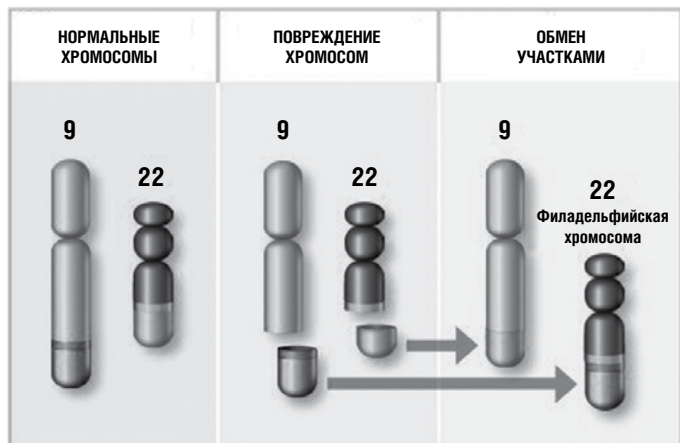 НОРМАЛЬНЫЕ
ХРОМОСОМЫ
ПОВРЕЖДЕНИЕ
ХРОМОСОМ
ОБМЕН
УЧАСТКАМИ
9
22
9
22
9
22
Филадельфийская
хромосома